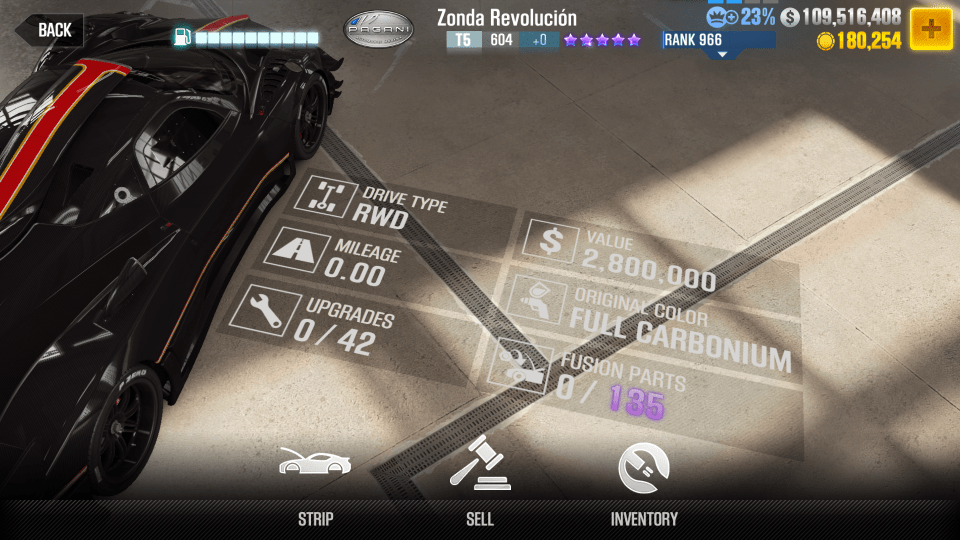 BACK
PAGANI
Zonda Revolución
T5 604 +0
23%
$ 109,516,408
RANK 966
180,254
DRIVE TYPE
RWD
MILEAGE
0.00
UPGRADES
0 / 42
$
VALUE
2,800,000
ORIGINAL COLOR
FULL CARBONIUM
FUSION PARTS
0 / 135
P ZERO
STRIP
SELL
INVENTORY